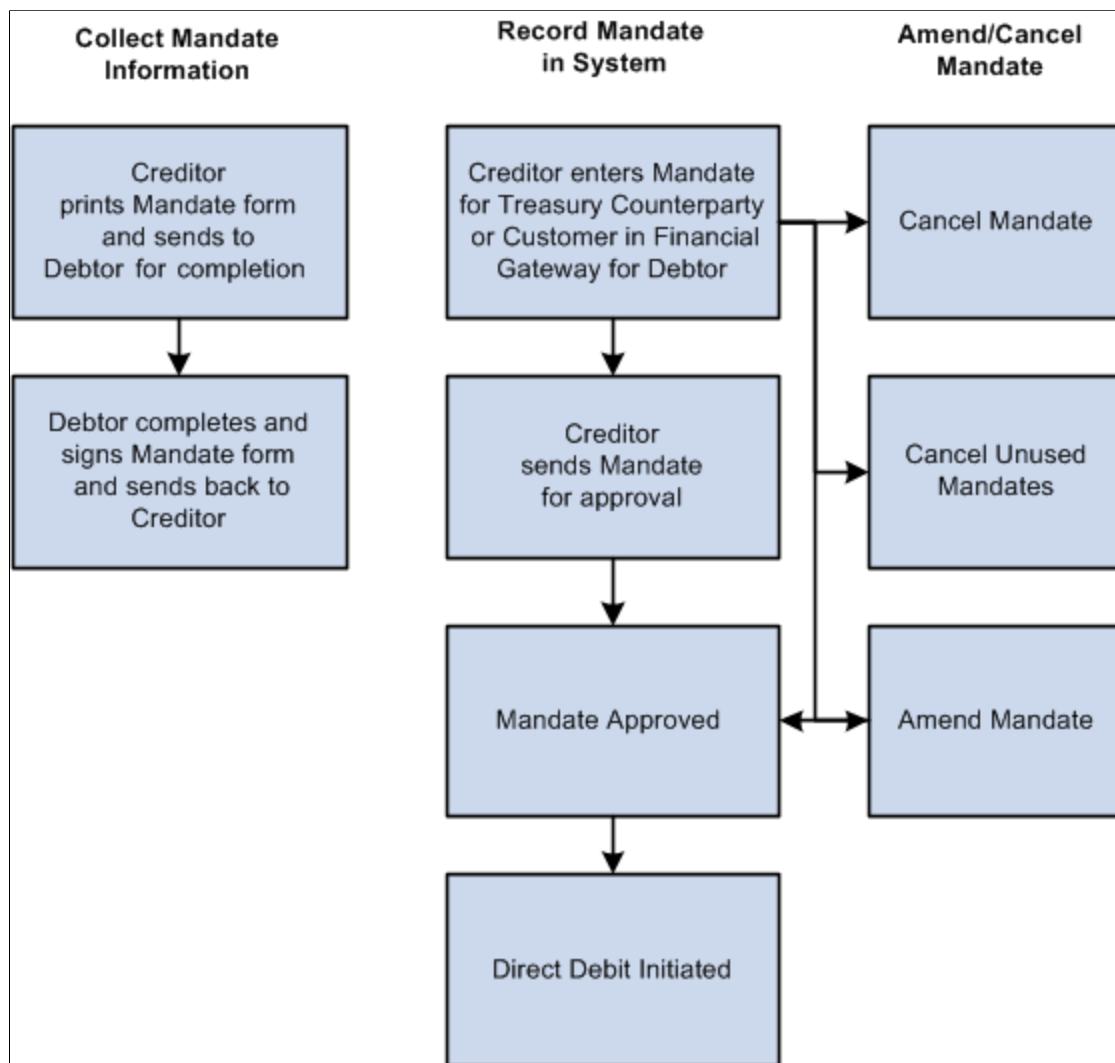 Collect Mandate
Information
Creditor
prints Mandate form
and sends to
Debtor for completion
Debtor completes and
signs Mandate form
and sends back to
Creditor
Record Mandate
in System
Creditor enters Mandate
for Treasury Counterparty
or Customer in Financial
Gateway for Debtor
Creditor
sends Mandate
for approval
Mandate Approved
Direct Debit Initiated
Amend/Cancel
Mandate
Cancel Mandate
Cancel Unused
Mandates
Amend Mandate